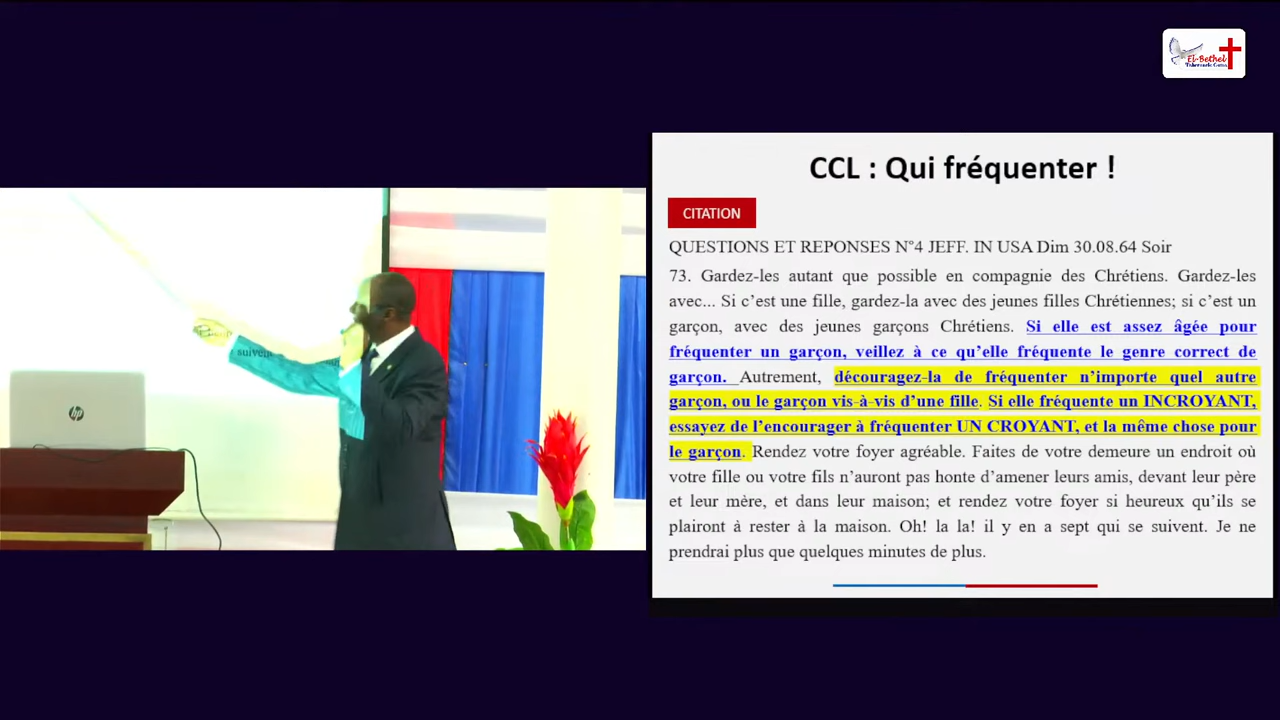 El-Bethel
CCL : Qui fréquenter !
CITATION
QUESTIONS ET REPONSES N°4 JEFF. IN USA Dim 30.08.64 Soir
73. Gardez-les autant que possible en compagnie des Chrétiens. Gardez-les
avec... Si c’est une fille, gardez-la avec des jeunes filles Chrétiennes; si c’est un
garçon, avec des jeunes garçons Chrétiens. Si elle est assez âgée pour
fréquenter un garçon, veillez à ce qu’elle fréquente le genre correct de
garçon. Autrement, découragez-la de fréquenter n’importe quel autre
garçon, ou le garçon vis-à-vis d’une fille. Si elle fréquente un INCROYANT,
essayez de l’encourager à fréquenter UN CROYANT, et la même chose pour
le garçon. Rendez votre foyer agréable. Faites de votre demeure un endroit où
votre fille ou votre fils n’auront pas honte d’amener leurs amis, devant leur père
et leur mère, et dans leur maison; et rendez votre foyer si heureux qu’ils se
plairont à rester à la maison. Oh! la la! il y en a sept qui se suivent. Je ne
prendrai plus que quelques minutes de plus.
suivent
hp